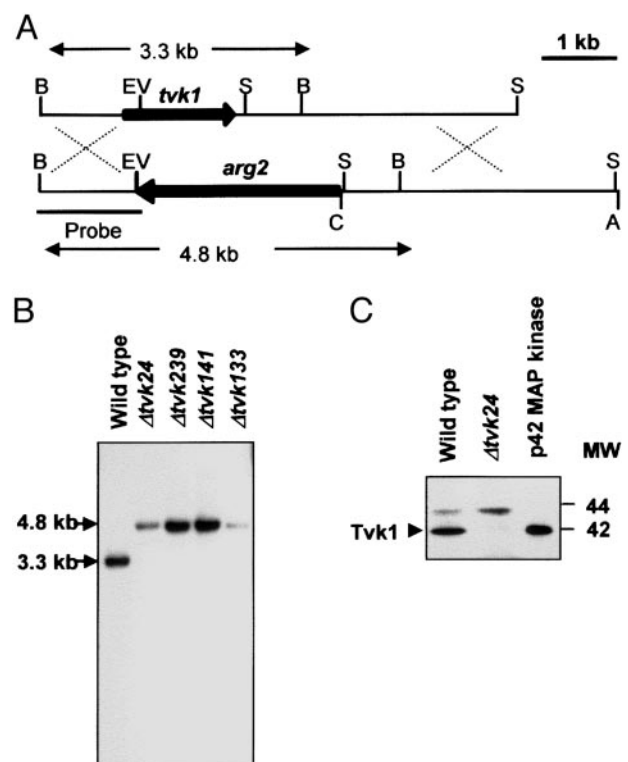 A
3.3 kb
1 kb
B EV tvk1 S B S
B EV arg2 S B S
Probe C A
4.8 kb
B
Wild type
Δtvk24
Δtvk239
Δtvk141
Δtvk133
4.8 kb
3.3 kb
C
Wild type
Δtvk24
p42 MAP kinase
MW
44
Tvk1
42